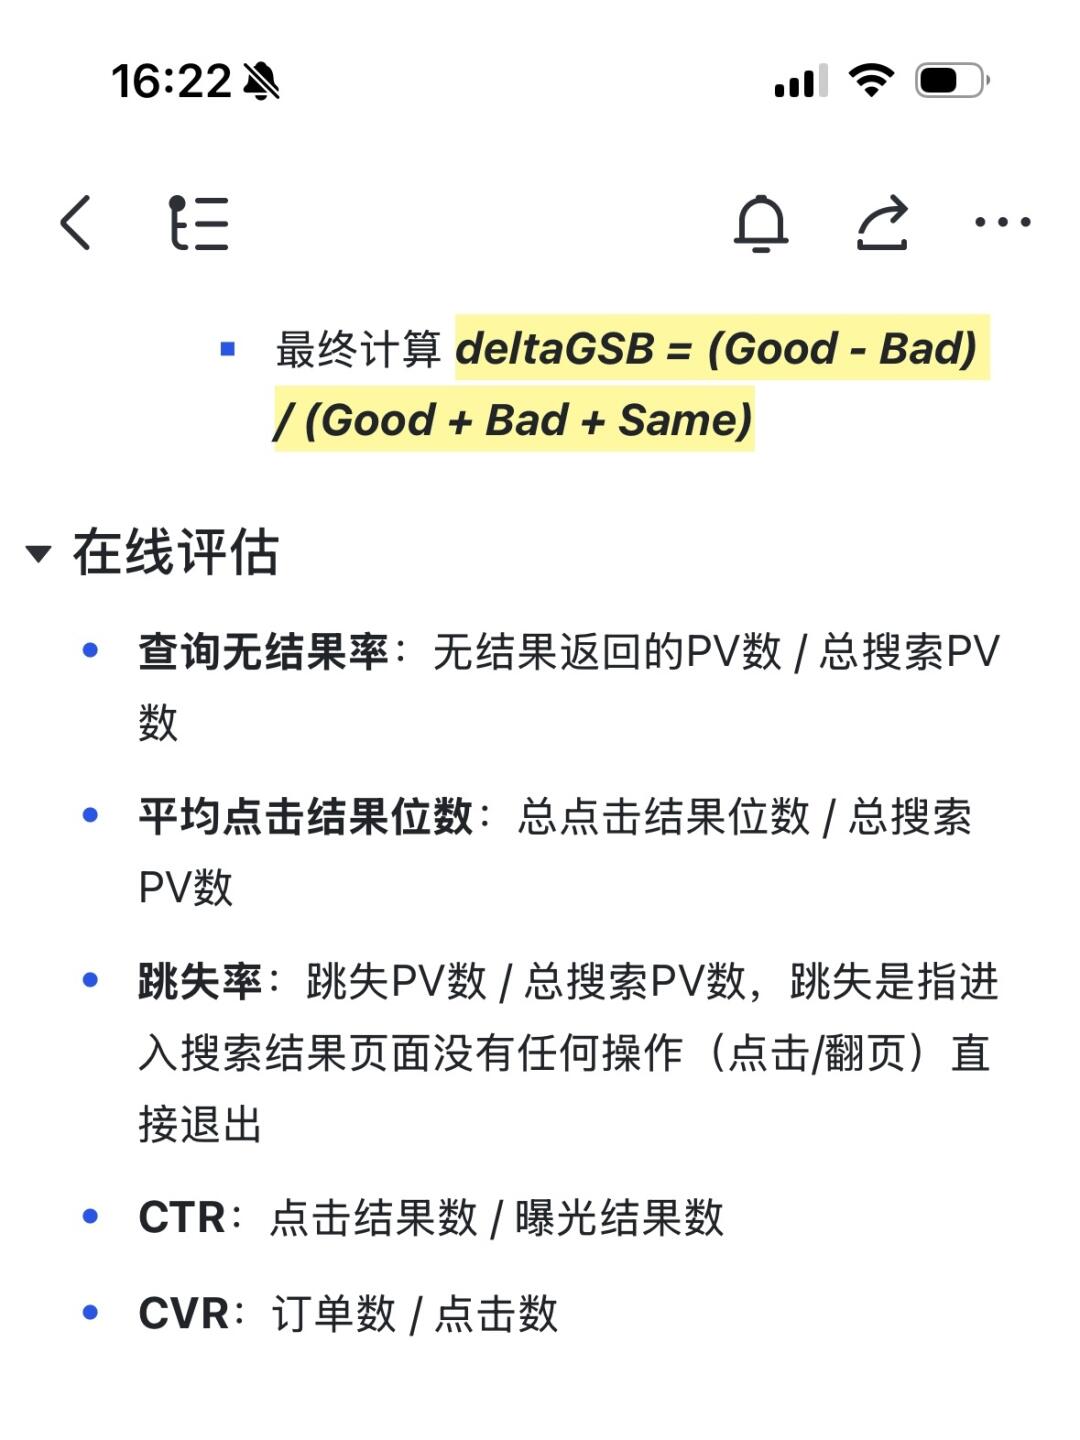 16:22
最终计算 deltaGSB = (Good - Bad)
/ (Good + Bad + Same)
在线评估
查询无结果率：无结果返回的PV数 / 总搜索PV
数
平均点击结果位数：总点击结果位数 / 总搜索
PV数
跳失率：跳失PV数 / 总搜索PV数，跳失是指进
入搜索结果页面没有任何操作（点击/翻页）直
接退出
CTR：点击结果数 / 曝光结果数
CVR：订单数 / 点击数